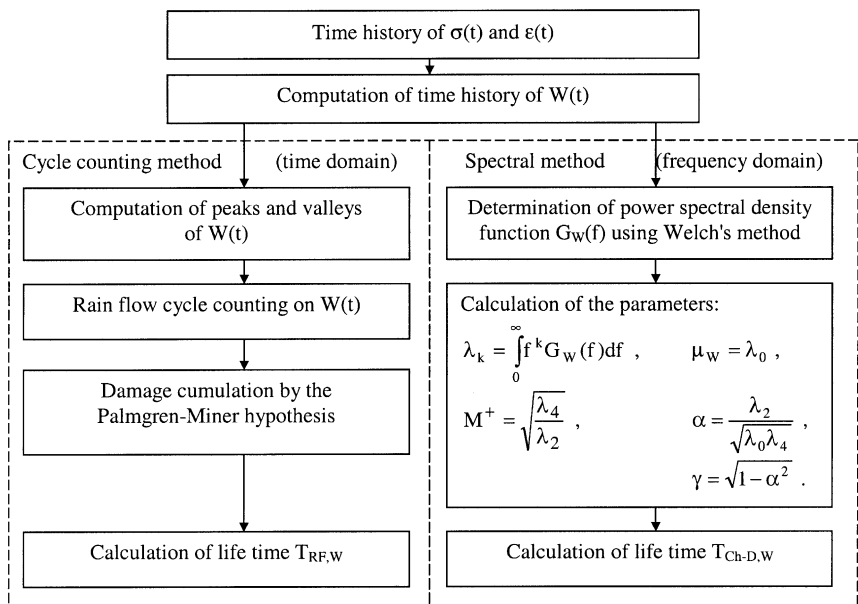 Time history of σ(t) and ε(t)
Computation of time history of W(t)
Cycle counting method (time domain)
Computation of peaks and valleys
of W(t)
Rain flow cycle counting on W(t)
Damage cumulation by the
Palmgren-Miner hypothesis
Calculation of life time T_RF,W
Spectral method (frequency domain)
Determination of power spectral density
function G_W(f) using Welch's method
Calculation of the parameters:
λ_k = ∫_0^∞ f^k G_W(f)df , μ_W = λ_0 ,
M^+ = √(λ_4/λ_2) , α = λ_2/√(λ_0λ_4) ,
γ = √(1−α^2) .
Calculation of life time T_Ch-D,W